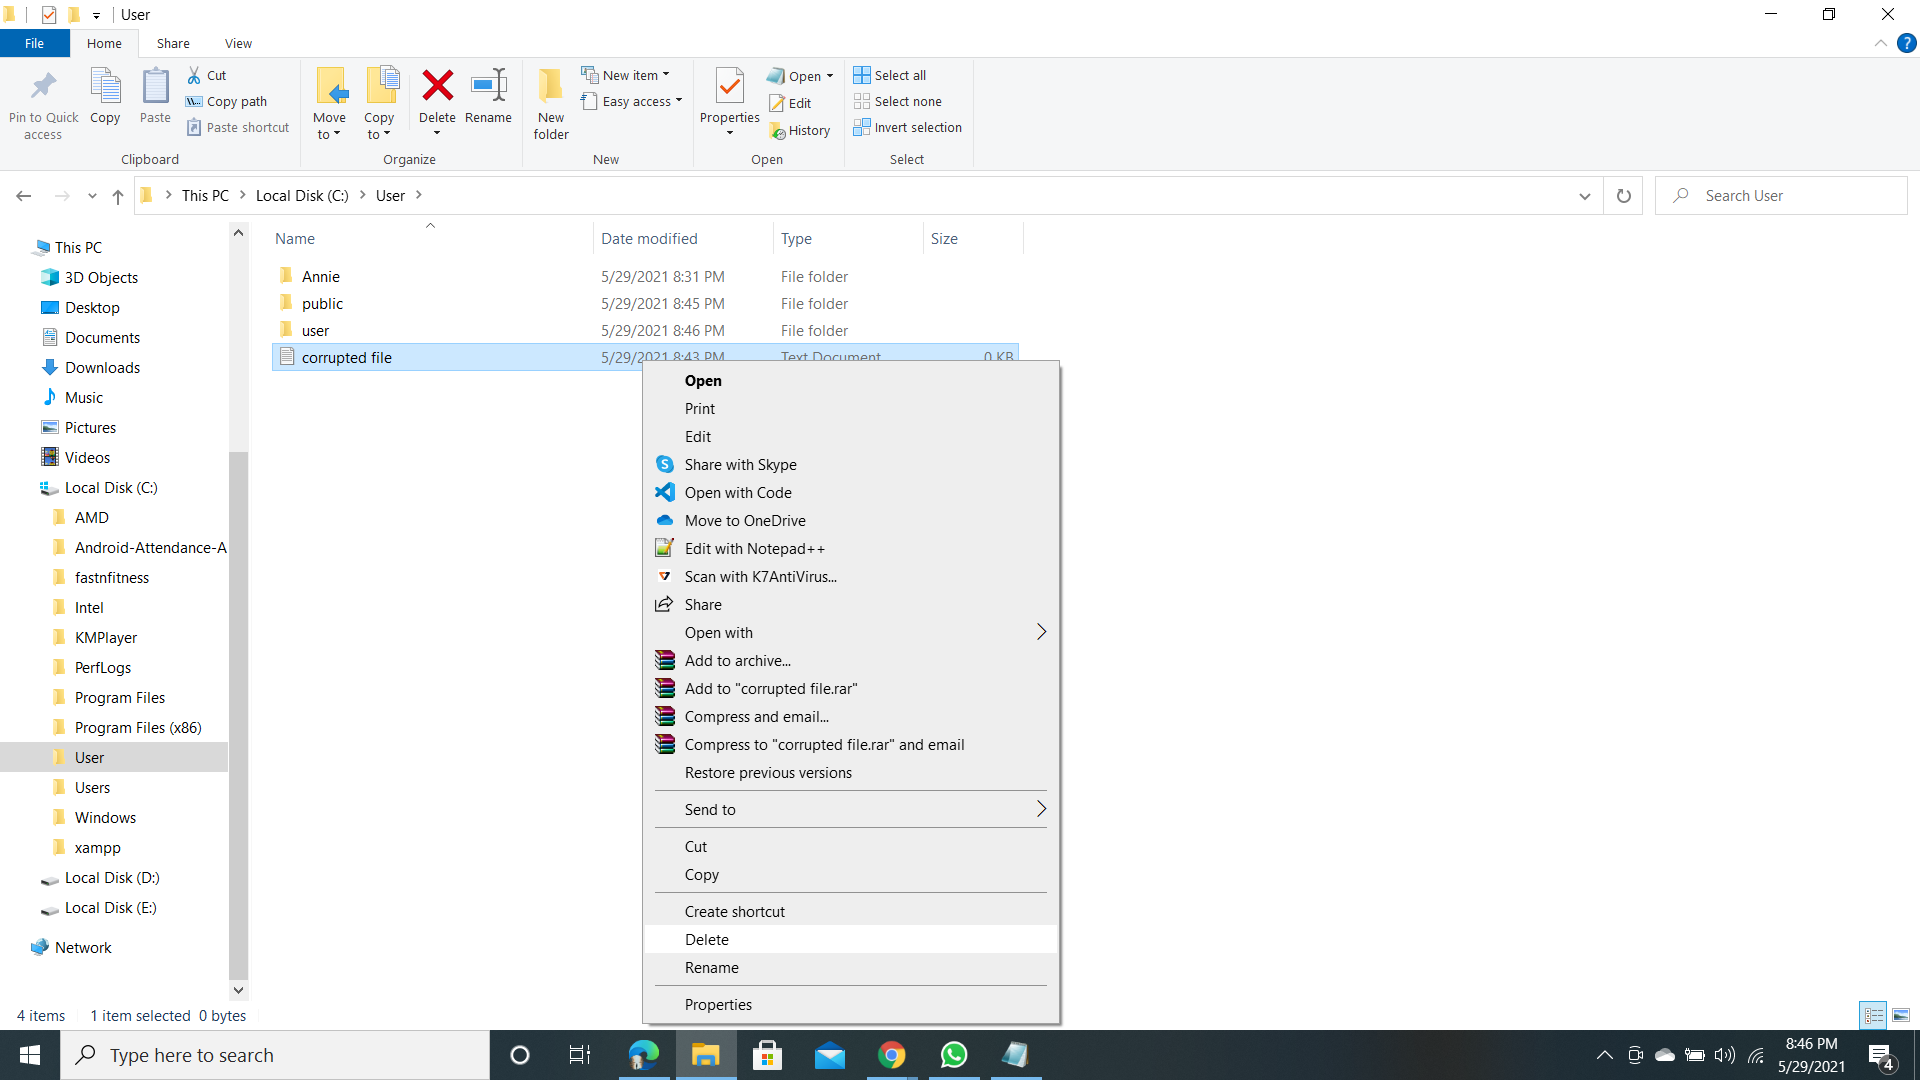 User
File Home Share View
Pin to Quick access
Copy
Paste
Cut
Copy path
Paste shortcut
Clipboard
Move to
Copy to
Delete
Rename
Organize
New folder
New item
Easy access
New
Properties
Open
Edit
History
Open
Select all
Select none
Invert selection
Select
This PC > Local Disk (C:) > User >
Search User
This PC
3D Objects
Desktop
Documents
Downloads
Music
Pictures
Videos
Local Disk (C:)
AMD
Android-Attendance-A
fastnfitness
Intel
KMPlayer
PerfLogs
Program Files
Program Files (x86)
User
Users
Windows
xampp
Local Disk (D:)
Local Disk (E:)
Network
Name Date modified Type Size
Annie 5/29/2021 8:31 PM File folder
public 5/29/2021 8:45 PM File folder
user 5/29/2021 8:46 PM File folder
corrupted file 5/29/2021 8:43 PM Text Document 0 KB
Open
Print
Edit
Share with Skype
Open with Code
Move to OneDrive
Edit with Notepad++
Scan with K7AntiVirus...
Share
Open with
Add to archive...
Add to "corrupted file.rar"
Compress and email...
Compress to "corrupted file.rar" and email
Restore previous versions
Send to
Cut
Copy
Create shortcut
Delete
Rename
Properties
4 items 1 item selected 0 bytes
Type here to search
8:46 PM
5/29/2021
4